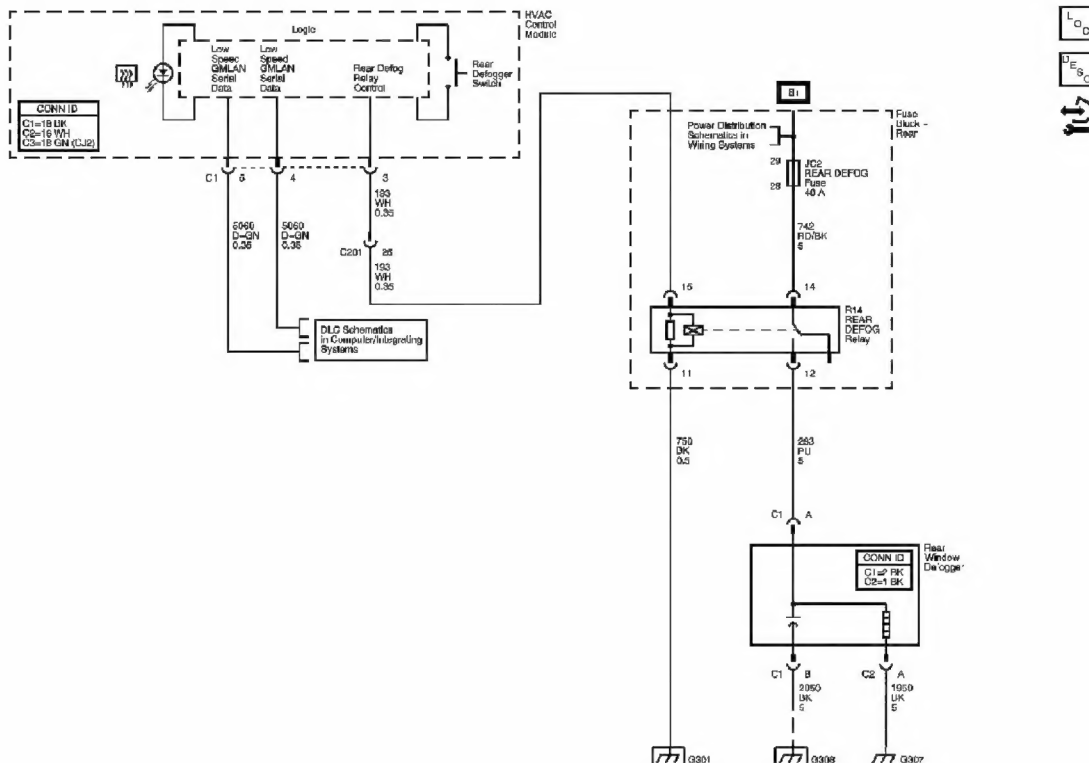 HVAC
Control
Module
Logic
Low
Speed
GMLAN
Serial
Data
Low
Speed
GMLAN
Serial
Data
Rear Defog
Relay
Control
Rear
Defogger
Switch
CONN ID
C1=18 BK
C2=16 WH
C3=18 GN (CJ2)
C1
5
4
3
193
WH
0.35
5060
D-GN
0.35
5060
D-GN
0.35
C201
26
193
WH
0.35
DLC Schematics
in Computer/Integrating
Systems
B+
Fuse
Block -
Rear
Power Distribution
Schematics in
Wiring Systems
29
28
JC2
REAR DEFOG
Fuse
40 A
742
RD/BK
5
15
14
R14
REAR
DEFOG
Relay
11
12
750
BK
0.5
293
PU
5
C1
A
Rear
Window
Defogger
CONN ID
C1=2 BK
C2=1 BK
C1
B
C2
A
2050
BK
5
1950
BK
5
G301
G308
G307
L
O
C
D
E
S
C